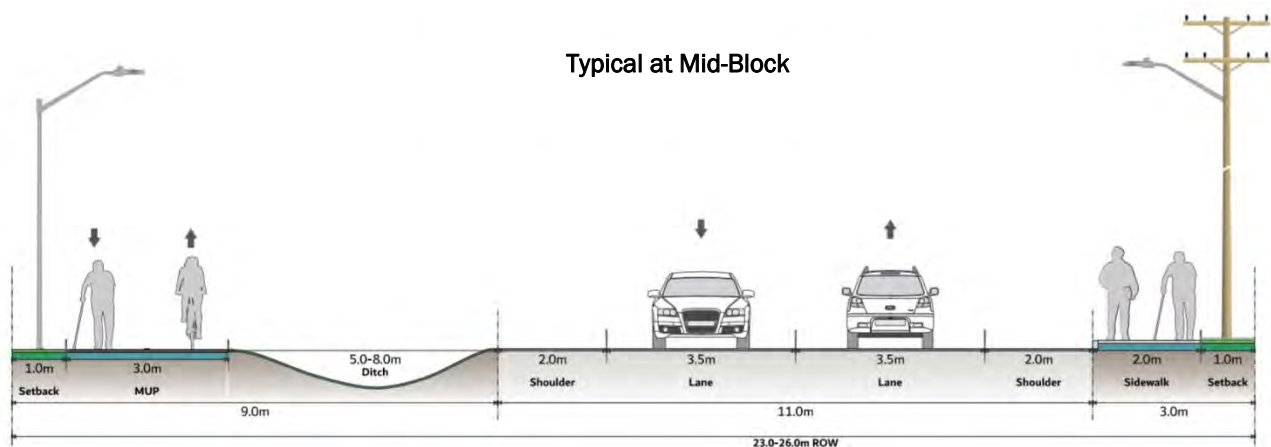 Typical at Mid-Block
1.0m 3.0m 5.0-8.0m 2.0m 3.5m 3.5m 2.0m 2.0m 1.0m
Setback MUP Ditch Shoulder Lane Lane Shoulder Sidewalk Setback
9.0m 11.0m 3.0m
23.0-26.0m ROW